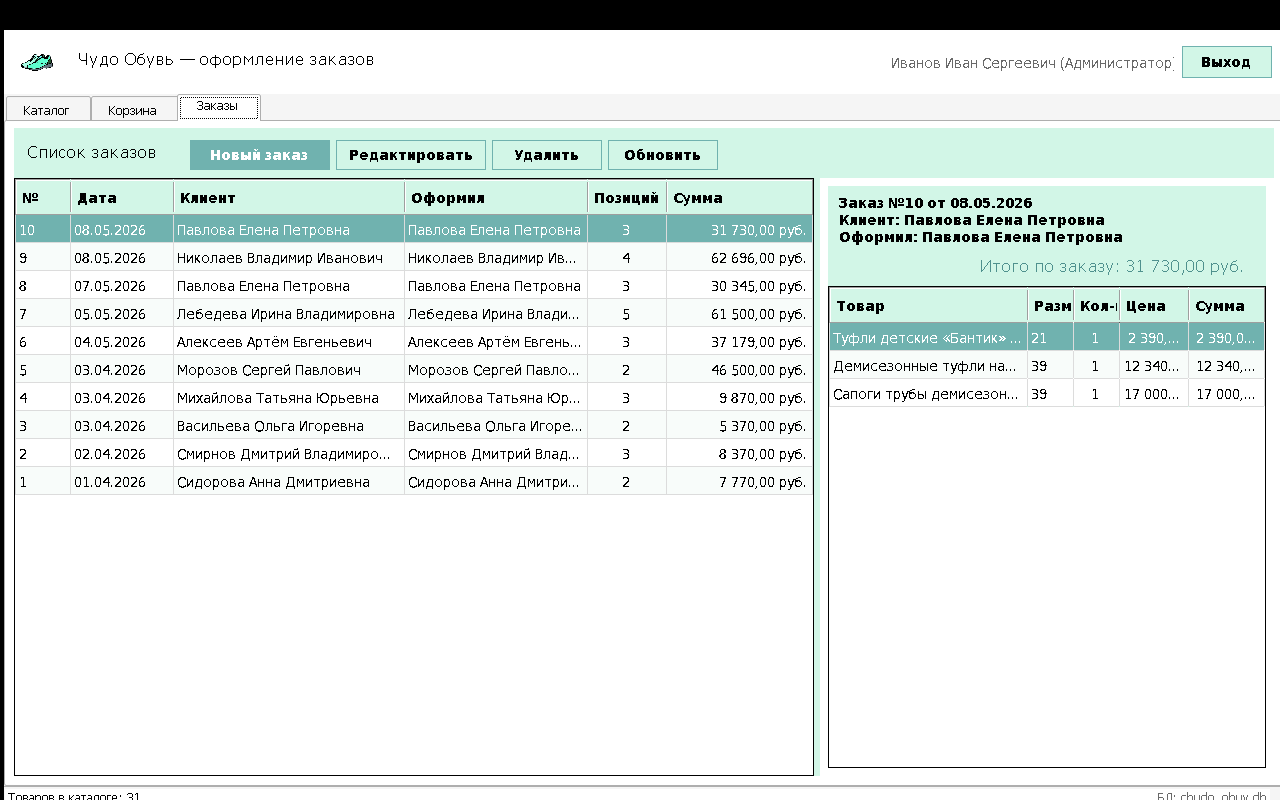 Чудо Обувь — оформление заказов
Иванов Иван Сергеевич (Администратор)
Выход
Каталог
Корзина
Заказы
Список заказов
Новый заказ
Редактировать
Удалить
Обновить
№ Дата Клиент Оформил Позиций Сумма
10 08.05.2026 Павлова Елена Петровна Павлова Елена Петровна 3 31 730,00 руб.
9 08.05.2026 Николаев Владимир Иванович Николаев Владимир Ив... 4 62 696,00 руб.
8 07.05.2026 Павлова Елена Петровна Павлова Елена Петровна 3 30 345,00 руб.
7 05.05.2026 Лебедева Ирина Владимировна Лебедева Ирина Влади... 5 61 500,00 руб.
6 04.05.2026 Алексеев Артём Евгеньевич Алексеев Артём Евгень... 3 37 179,00 руб.
5 03.04.2026 Морозов Сергей Павлович Морозов Сергей Павло... 2 46 500,00 руб.
4 03.04.2026 Михайлова Татьяна Юрьевна Михайлова Татьяна Юр... 3 9 870,00 руб.
3 03.04.2026 Васильева Ольга Игоревна Васильева Ольга Игоре... 2 5 370,00 руб.
2 02.04.2026 Смирнов Дмитрий Владимиро... Смирнов Дмитрий Влад... 3 8 370,00 руб.
1 01.04.2026 Сидорова Анна Дмитриевна Сидорова Анна Дмитри... 2 7 770,00 руб.
Заказ №10 от 08.05.2026
Клиент: Павлова Елена Петровна
Оформил: Павлова Елена Петровна
Итого по заказу: 31 730,00 руб.
Товар Разм Кол- Цена Сумма
Туфли детские «Бантик» ... 21 1 2 390,... 2 390,0...
Демисезонные туфли на... 39 1 12 340... 12 340,...
Сапоги трубы демисезон... 39 1 17 000... 17 000,...
Товаров в каталоге: 31
БД: chudo_obuv.db